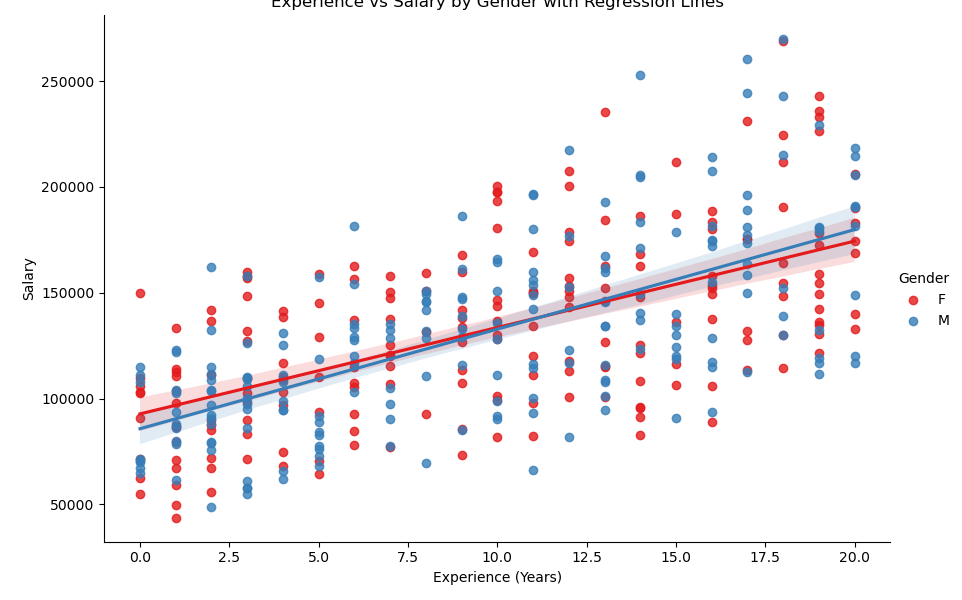 Experience vs Salary by Gender with Regression Lines
250000
200000
150000
100000
50000
Salary
0.0 2.5 5.0 7.5 10.0 12.5 15.0 17.5 20.0
Experience (Years)
Gender
F
M